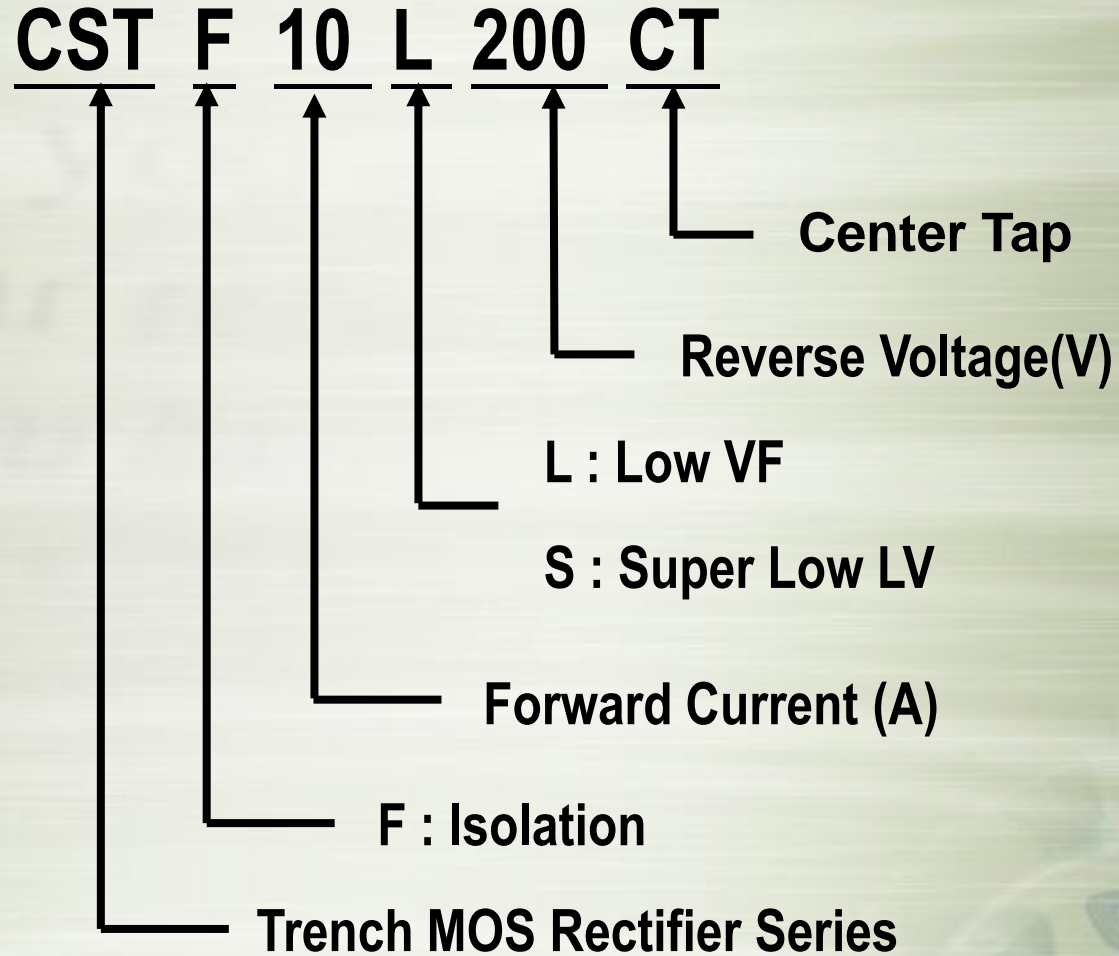 CST F 10 L 200 CT
Center Tap
Reverse Voltage(V)
L : Low VF
S : Super Low LV
Forward Current (A)
F : Isolation
Trench MOS Rectifier Series